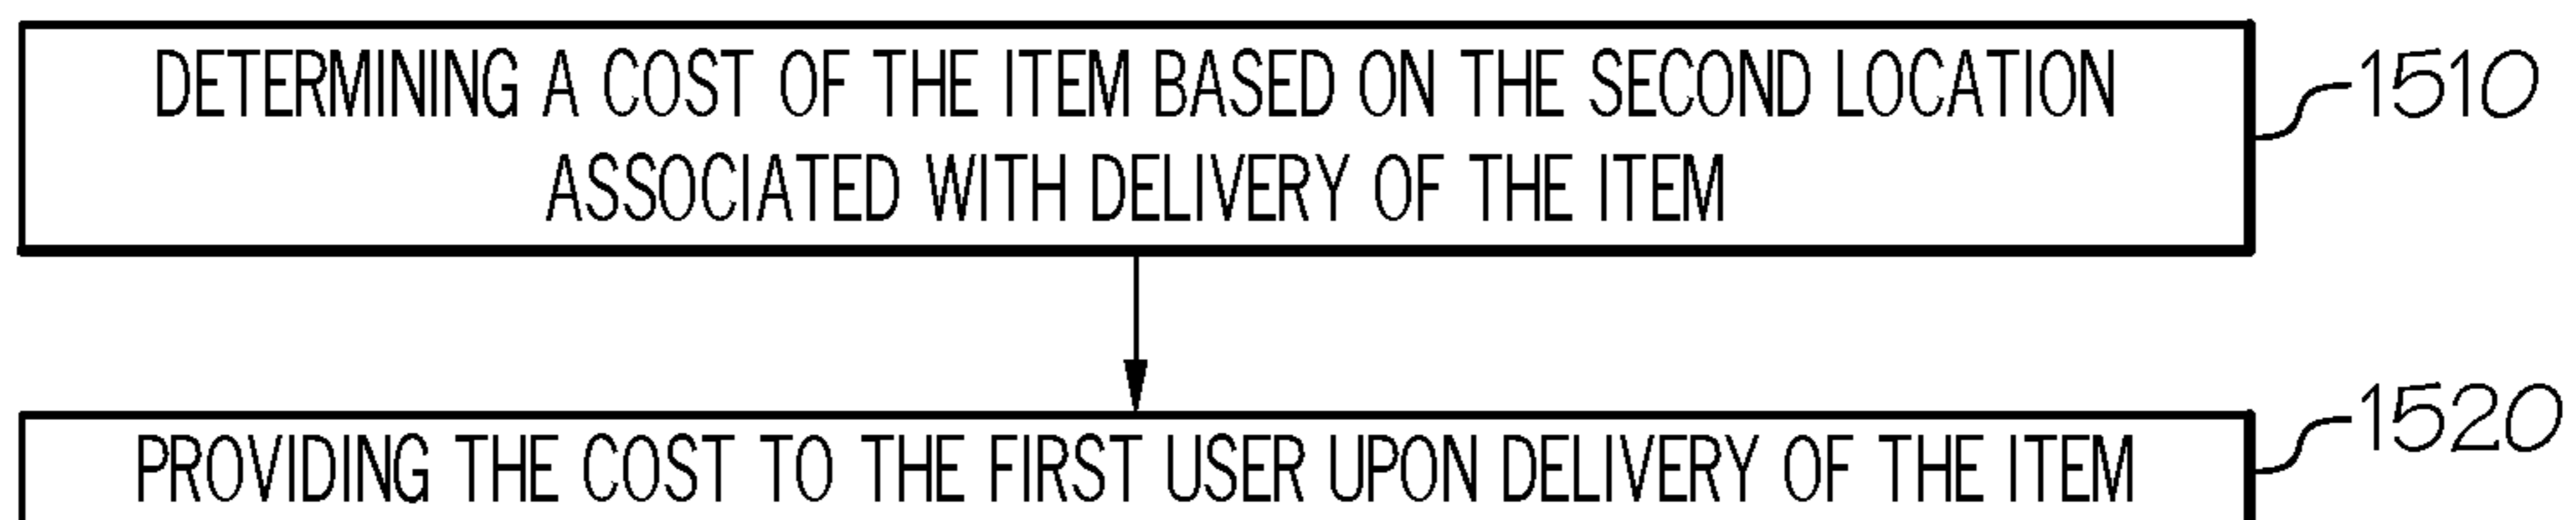 DETERMINING A COST OF THE ITEM BASED ON THE SECOND LOCATION
ASSOCIATED WITH DELIVERY OF THE ITEM
1510
PROVIDING THE COST TO THE FIRST USER UPON DELIVERY OF THE ITEM
1520